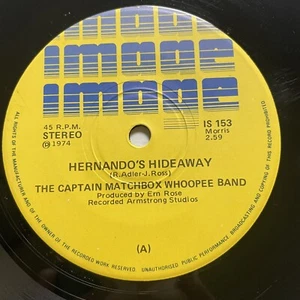 image
image
image
45 R.P.M.
STEREO
℗ 1974
IS 153
Morris
2.59
HERNANDO'S HIDEAWAY
(R.Adler-J.Ross)
THE CAPTAIN MATCHBOX WHOOPEE BAND
Produced by Ern Rose
Recorded Armstrong Studios
(A)
ALL RIGHTS OF THE MANUFACTURER AND OF THE OWNER OF THE RECORDED WORK RESERVED. UNAUTHORISED PUBLIC PERFORMANCE BROADCASTING AND COPYING OF THIS RECORD PROHIBITED.